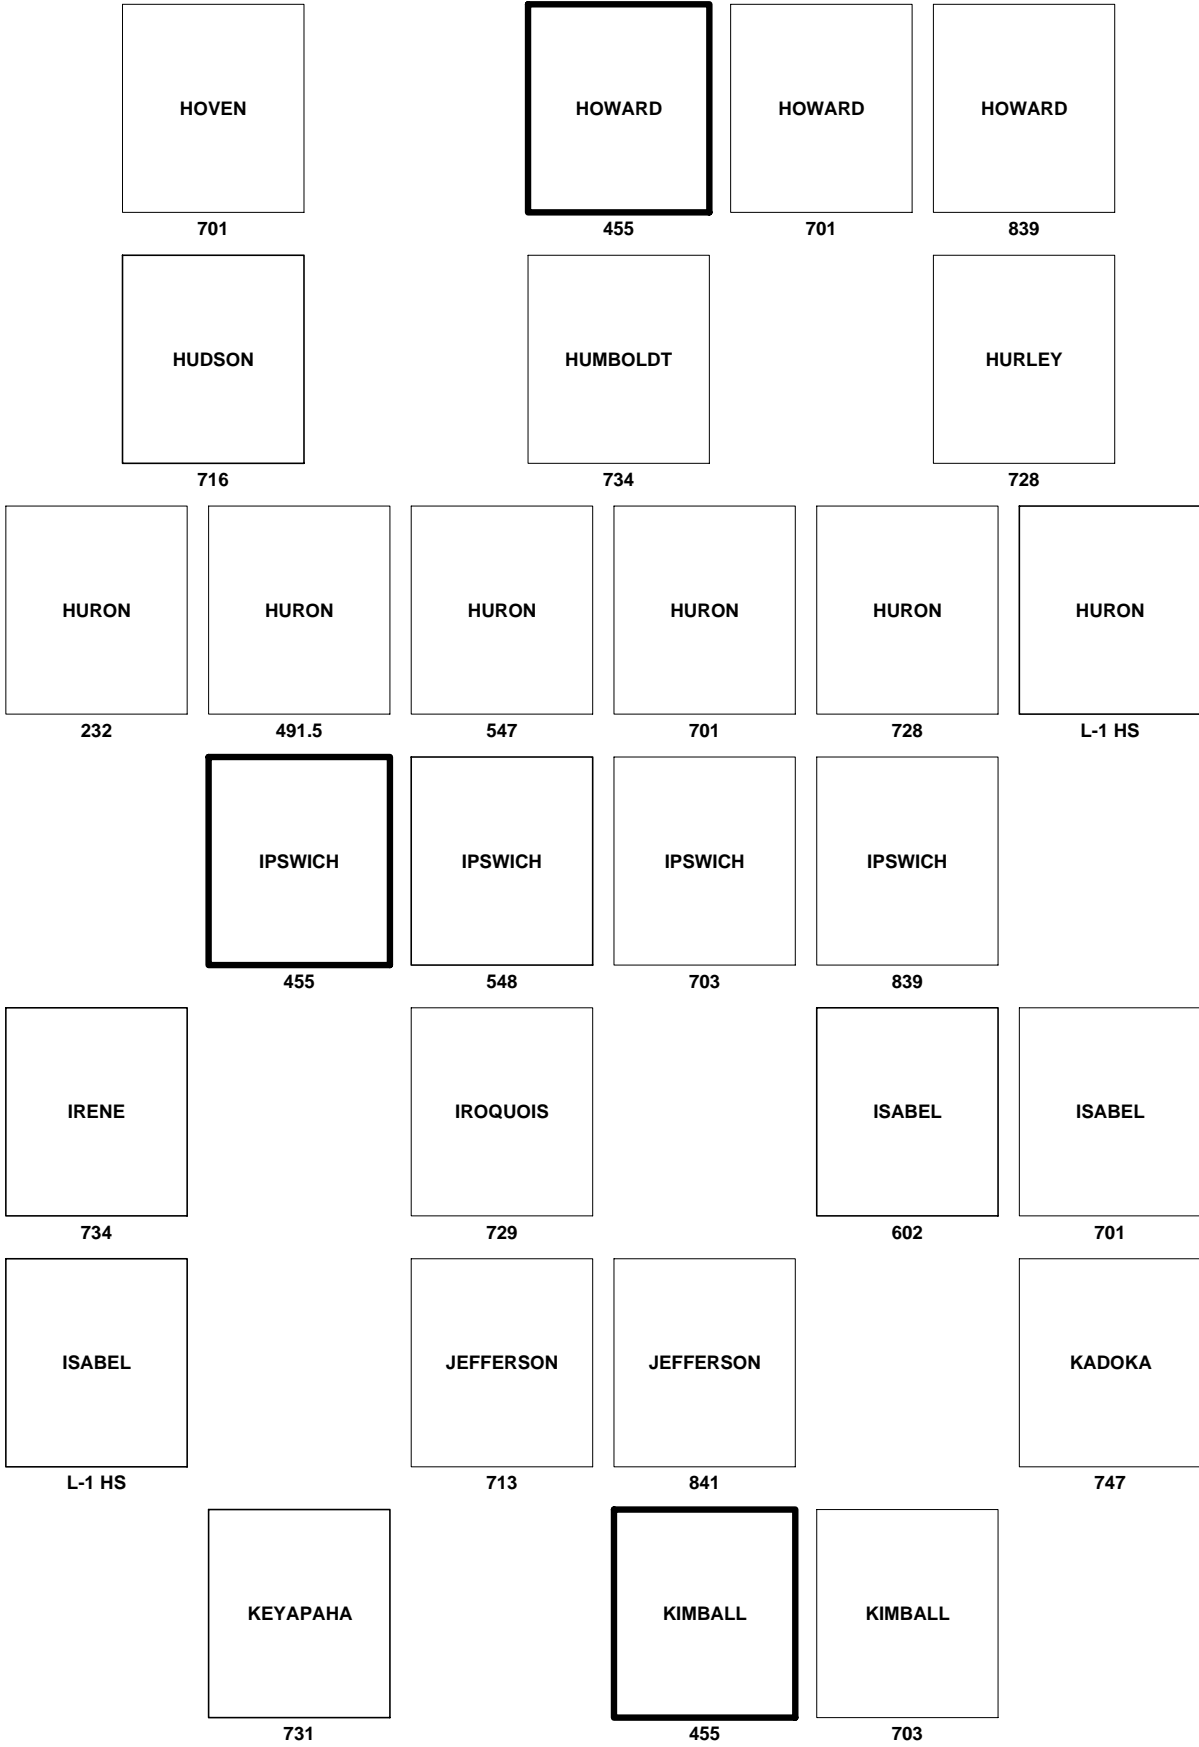 HOVEN HOWARD HOWARD HOWARD
701 455 701 839
HUDSON HUMBOLDT HURLEY
716 734 728
HURON HURON HURON HURON HURON HURON
232 491.5 547 701 728 L-1 HS
IPSWICH IPSWICH IPSWICH IPSWICH
455 548 703 839
IRENE IROQUOIS ISABEL ISABEL
734 729 602 701
ISABEL JEFFERSON JEFFERSON KADOKA
L-1 HS 713 841 747
KEYAPAHA KIMBALL KIMBALL
731 455 703